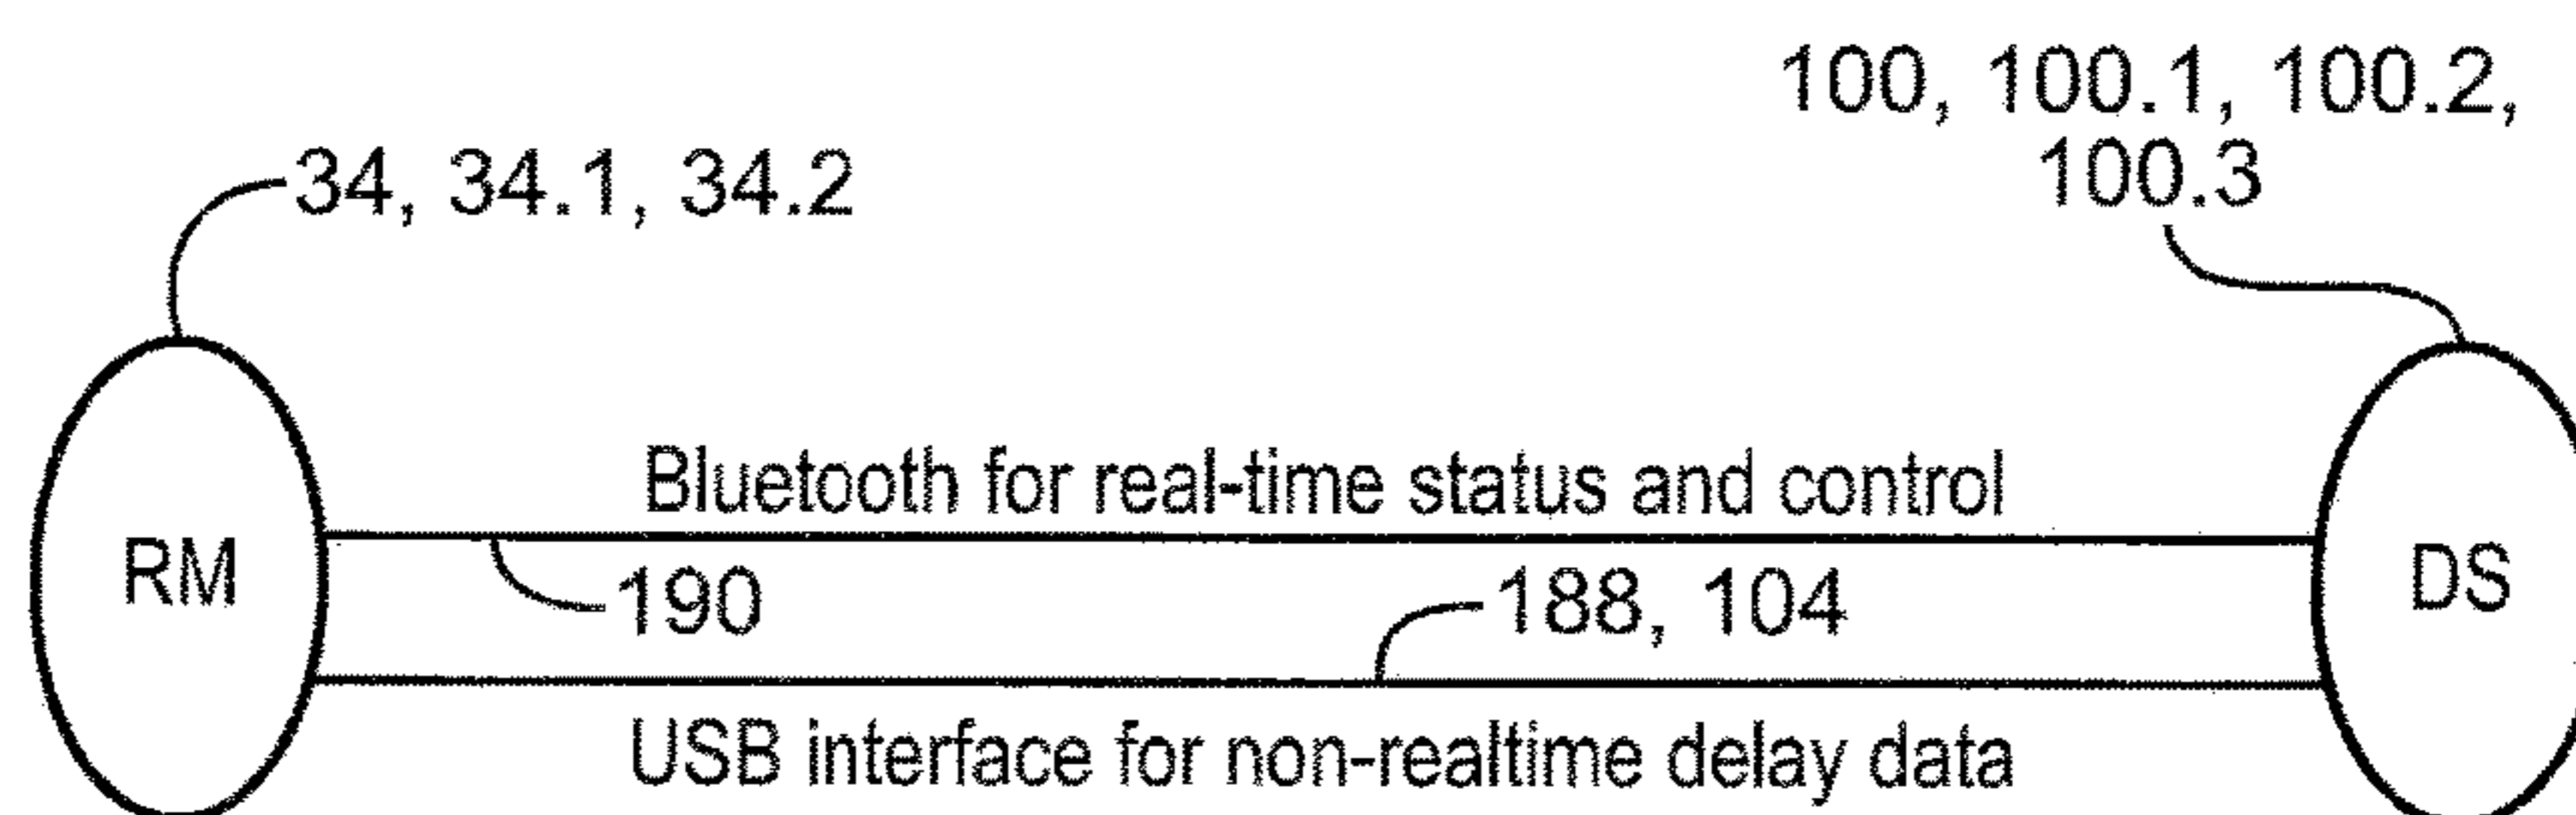 100, 100.1, 100.2,
100.3
34, 34.1, 34.2
Bluetooth for real-time status and control
RM
190
188, 104
DS
USB interface for non-realtime delay data